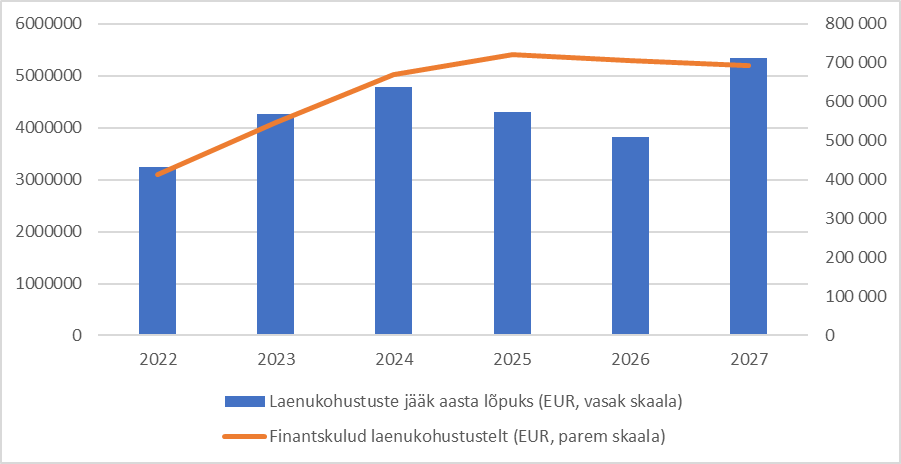 6000000 800 000
5000000 700 000
4000000 600 000
3000000 500 000
2000000 400 000
1000000 300 000
0 200 000
100 000
0
2022 2023 2024 2025 2026 2027
Laenukohustuste jääk aasta lõpuks (EUR, vasak skaala)
Finantskulud laenukohustustelt (EUR, parem skaala)